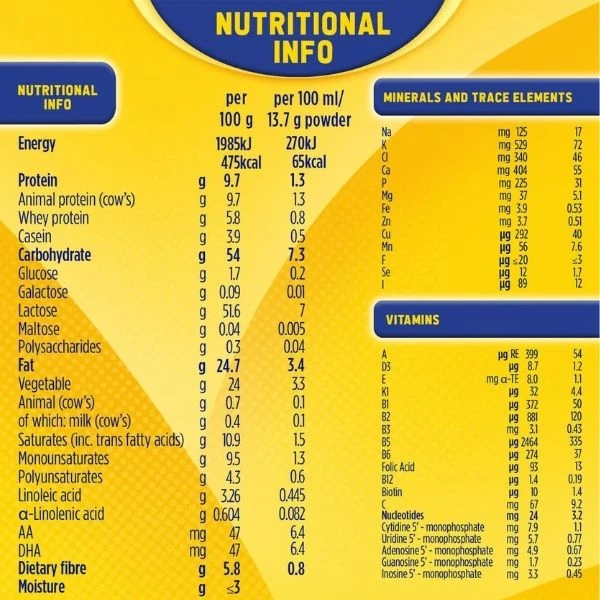 NUTRITIONAL
INFO
NUTRITIONAL
INFO
per per 100 ml/
100 g 13.7 g powder
Energy 1985kJ 270kJ
475kcal 65kcal
Protein g 9.7 1.3
Animal protein (cow's) g 9.7 1.3
Whey protein g 5.8 0.8
Casein g 3.9 0.5
Carbohydrate g 54 7.3
Glucose g 1.7 0.2
Galactose g 0.09 0.01
Lactose g 51.6 7
Maltose g 0.04 0.005
Polysaccharides g 0.3 0.04
Fat g 24.7 3.4
Vegetable g 24 3.3
Animal (cow's) g 0.7 0.1
of which: milk (cow's) g 0.4 0.1
Saturates (inc. trans fatty acids) g 10.9 1.5
Monounsaturates g 9.5 1.3
Polyunsaturates g 4.3 0.6
Linoleic acid g 3.26 0.445
α-Linolenic acid g 0.604 0.082
AA mg 47 6.4
DHA mg 47 6.4
Dietary fibre g 5.8 0.8
Moisture g ≤3
MINERALS AND TRACE ELEMENTS
Na mg 125 17
K mg 529 72
Cl mg 340 46
Ca mg 404 55
P mg 225 31
Mg mg 37 5.1
Fe mg 3.9 0.53
Zn mg 3.7 0.51
Cu µg 292 40
Mn µg 56 7.6
F µg ≤20 ≤3
Se µg 12 1.7
I µg 89 12
VITAMINS
A µg RE 399 54
D3 µg 8.7 1.2
E mg α-TE 8.0 1.1
K1 µg 32 4.4
B1 µg 372 50
B2 µg 881 120
B3 mg 3.1 0.43
B5 µg 2464 335
B6 µg 274 37
Folic Acid µg 93 13
B12 µg 1.4 0.19
Biotin µg 10 1.4
C mg 67 9.2
Nucleotides mg 24 3.2
Cytidine 5' - monophosphate mg 7.9 1.1
Uridine 5' - monophosphate mg 5.7 0.77
Adenosine 5' - monophosphate mg 4.9 0.67
Guanosine 5' - monophosphate mg 1.7 0.23
Inosine 5' - monophosphate mg 3.3 0.45